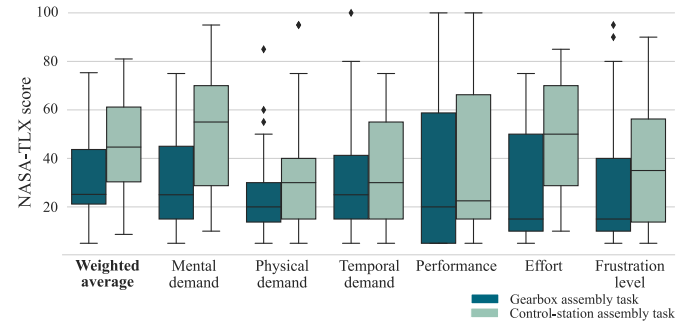 100
80
60
40
20
NASA-TLX score
Weighted average
Mental demand
Physical demand
Temporal demand
Performance
Effort
Frustration level
Gearbox assembly task
Control-station assembly task